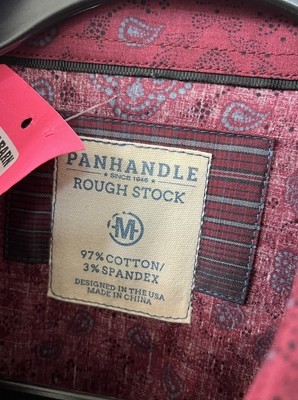 PANHANDLE
SINCE 1946
ROUGH STOCK
M
97% COTTON/
3% SPANDEX
DESIGNED IN THE USA
MADE IN CHINA
BARN